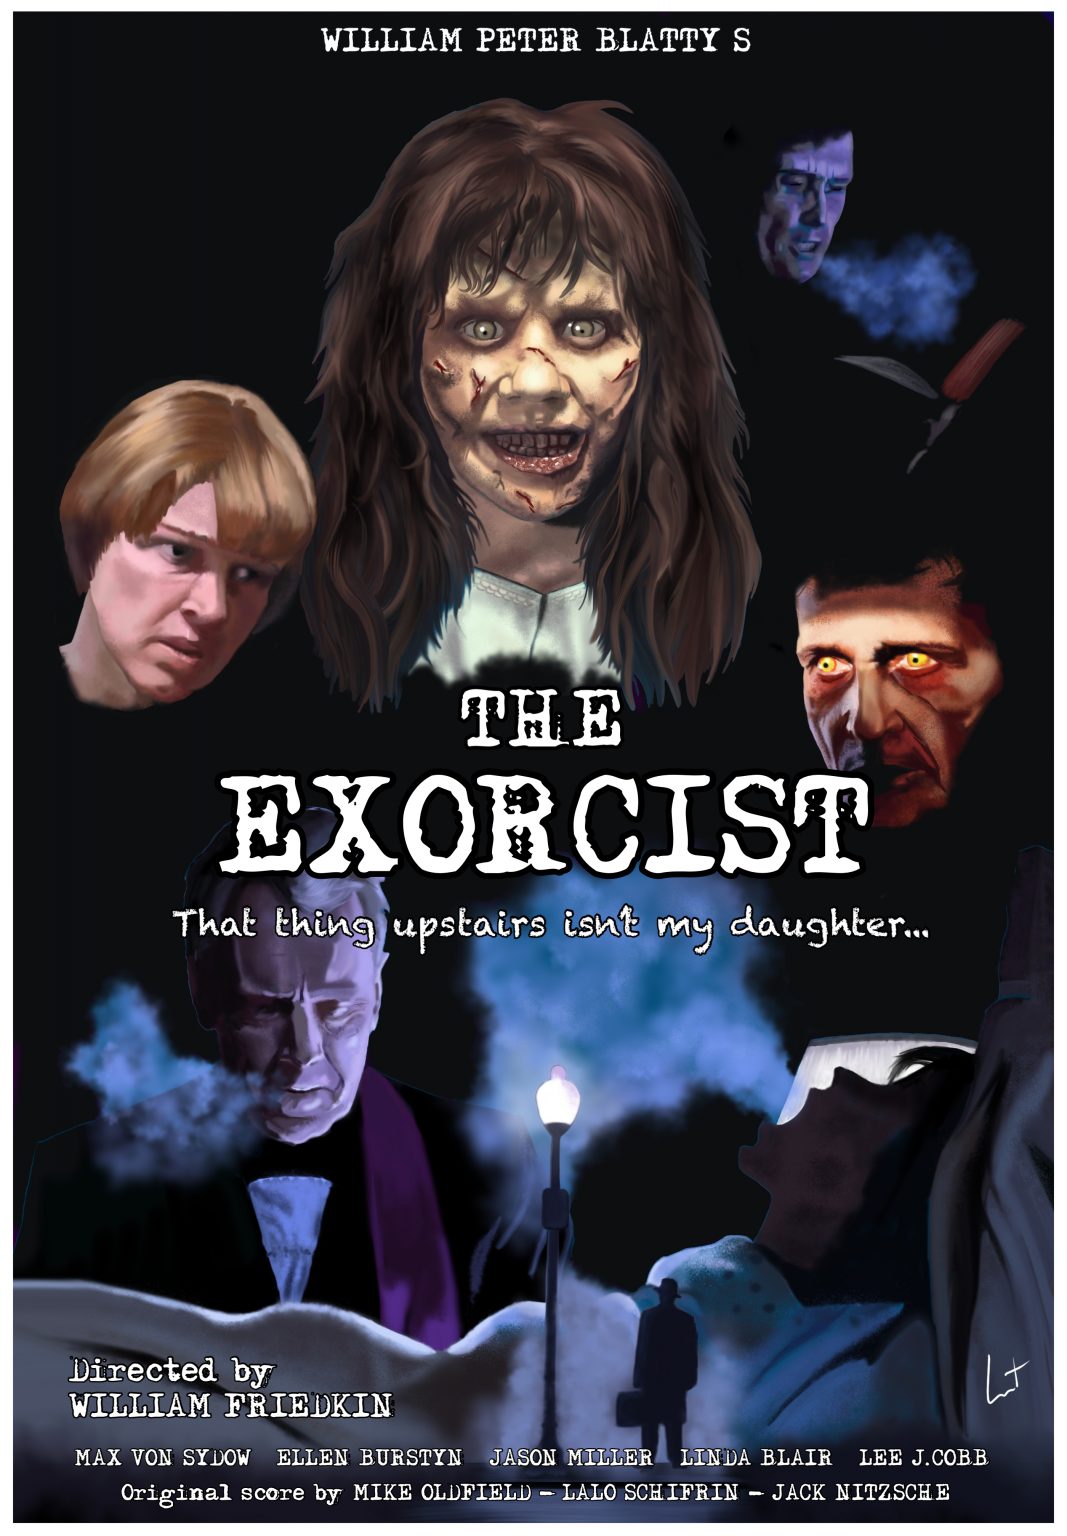 WILLIAM PETER BLATTY S
THE
EXORCIST
That thing upstairs isn't my daughter...
Directed by
WILLIAM FRIEDKIN
MAX VON SYDOW ELLEN BURSTYN JASON MILLER LINDA BLAIR LEE J.COBB
Original score by MIKE OLDFIELD – LALO SCHIFRIN – JACK NITZSCHE